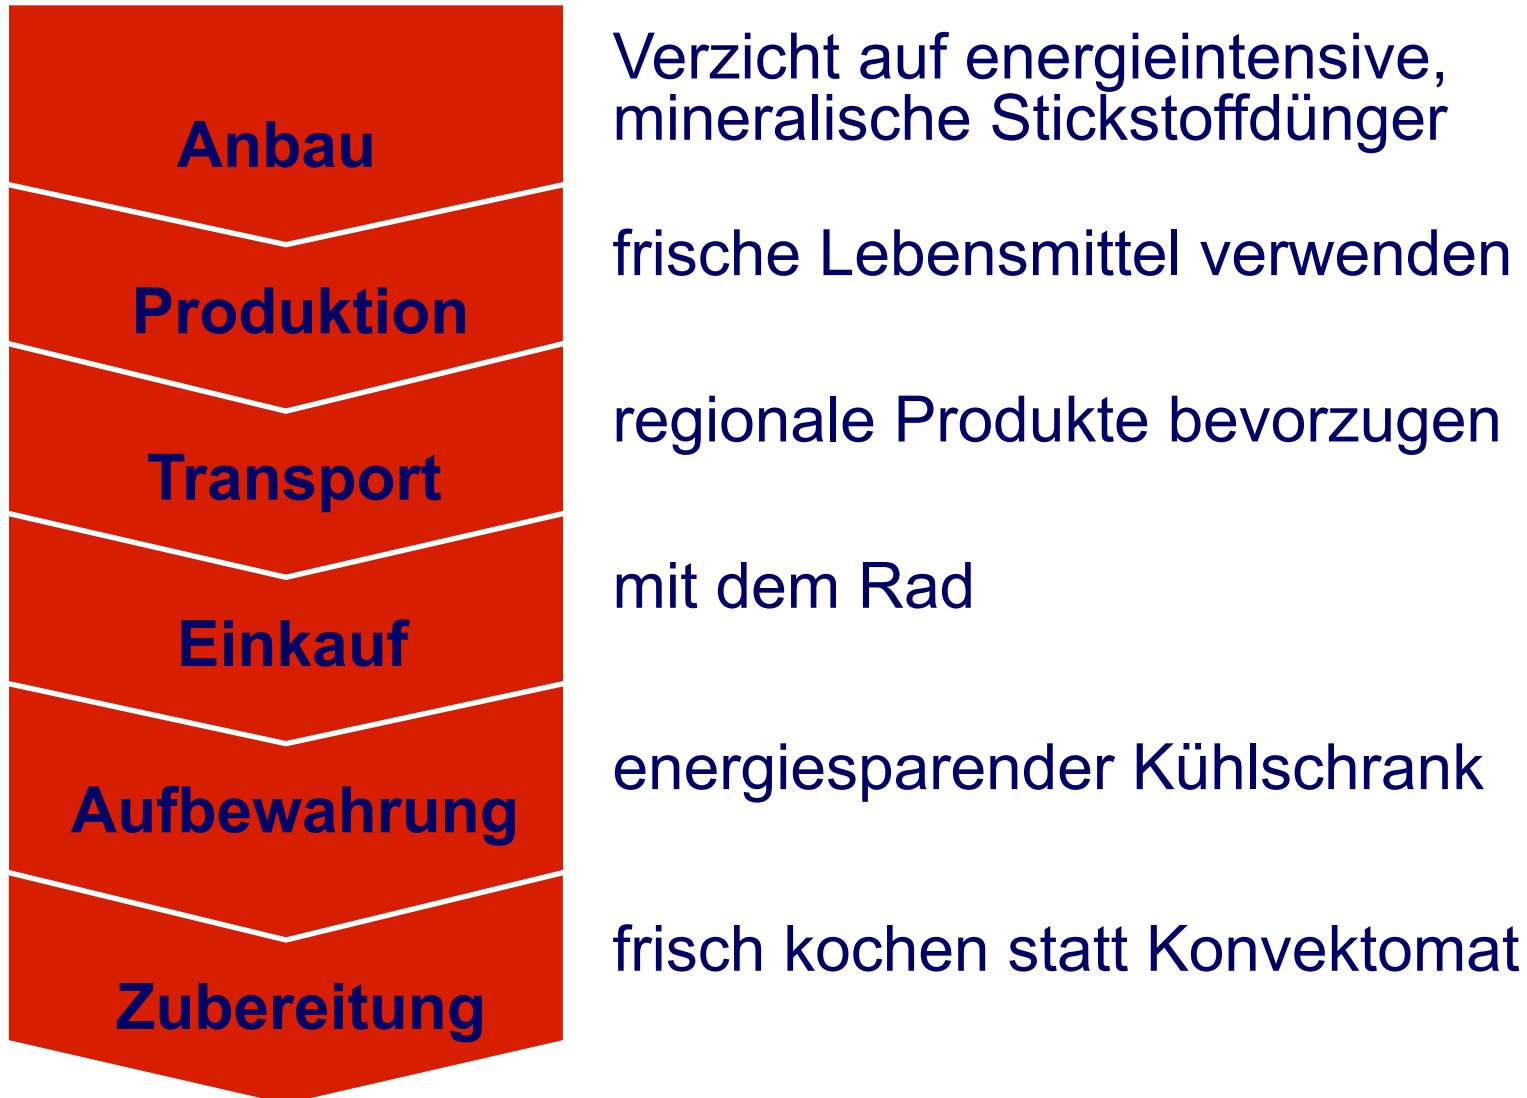 Verzicht auf energieintensive,
mineralische Stickstoffdünger
Anbau
frische Lebensmittel verwenden
Produktion
regionale Produkte bevorzugen
Transport
mit dem Rad
Einkauf
energiesparender Kühlschrank
Aufbewahrung
frisch kochen statt Konvektomat
Zubereitung